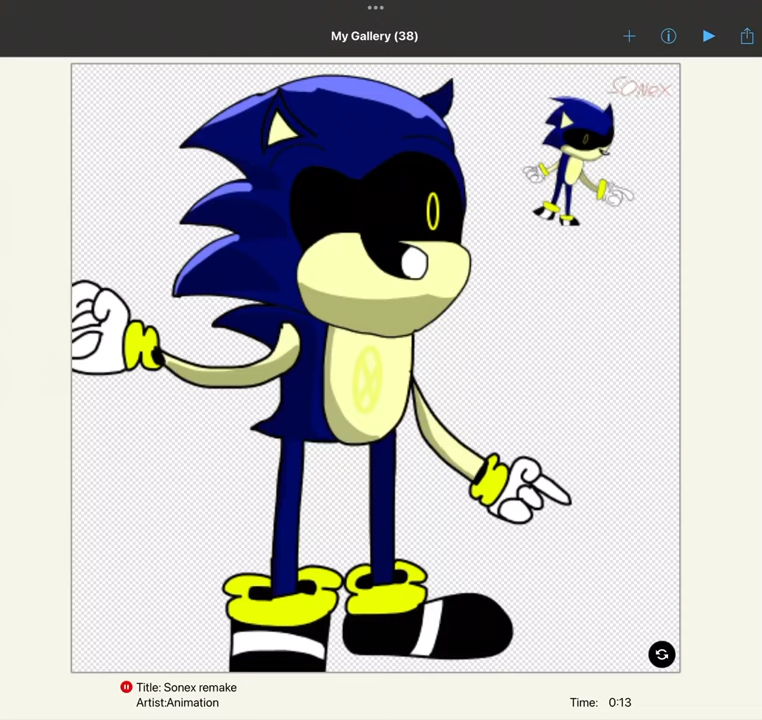 My Gallery (38)
SONex
Title: Sonex remake
Artist:Animation
Time: 0:13